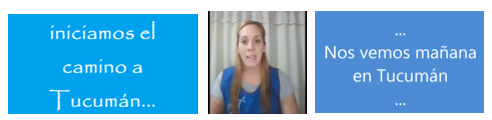 iniciamos el
camino a
Tucumán...
...
Nos vemos mañana
en Tucumán
...